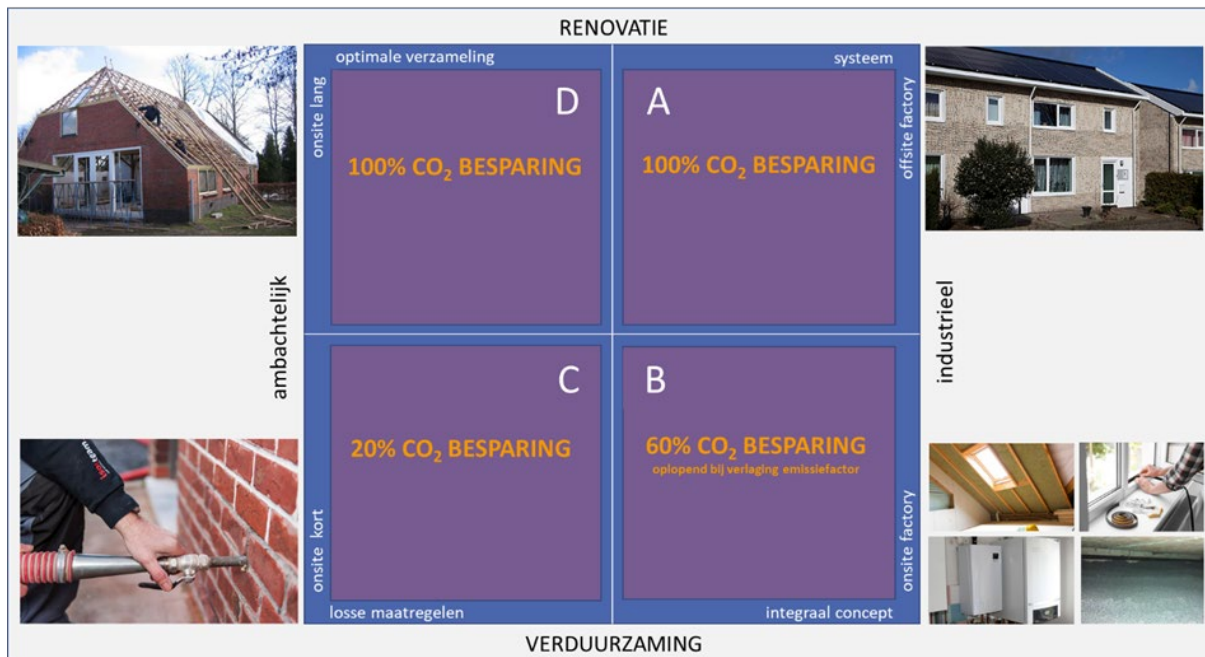 RENOVATIE
optimale verzameling
systeem
onsite lang
D
A
offsite factory
100% CO₂ BESPARING
100% CO₂ BESPARING
ambachtelijk
industrieel
C
B
20% CO₂ BESPARING
60% CO₂ BESPARING
oplopend bij verlaging emissiefactor
onsite kort
onsite factory
losse maatregelen
integraal concept
VERDUURZAMING